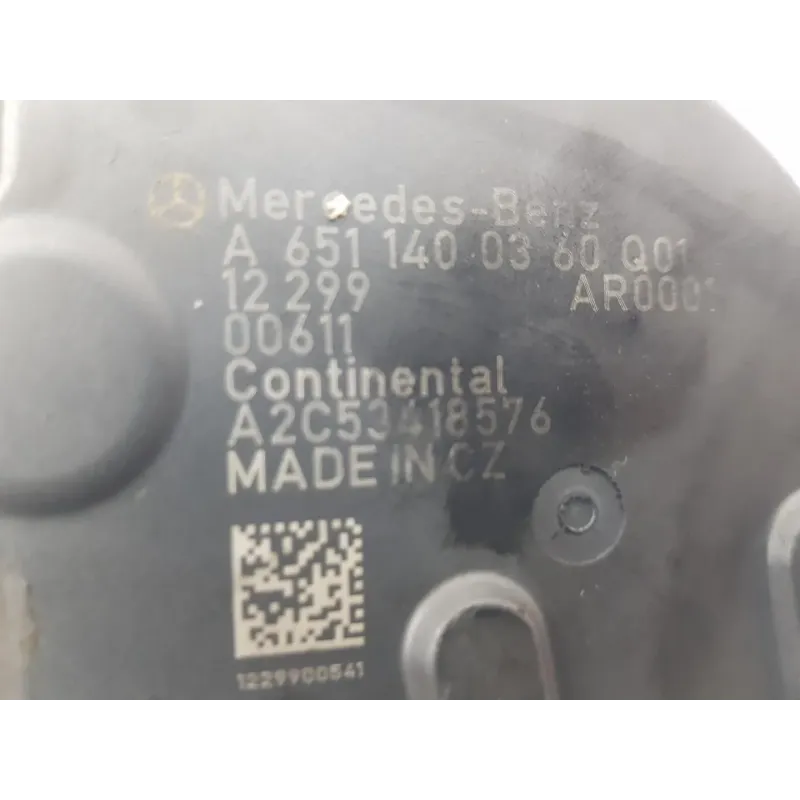 Mercedes-Benz
A 651 140 03 60 Q01
12 299 AR0001
00611
Continental
A2C53418576
MADE IN CZ
1229900541